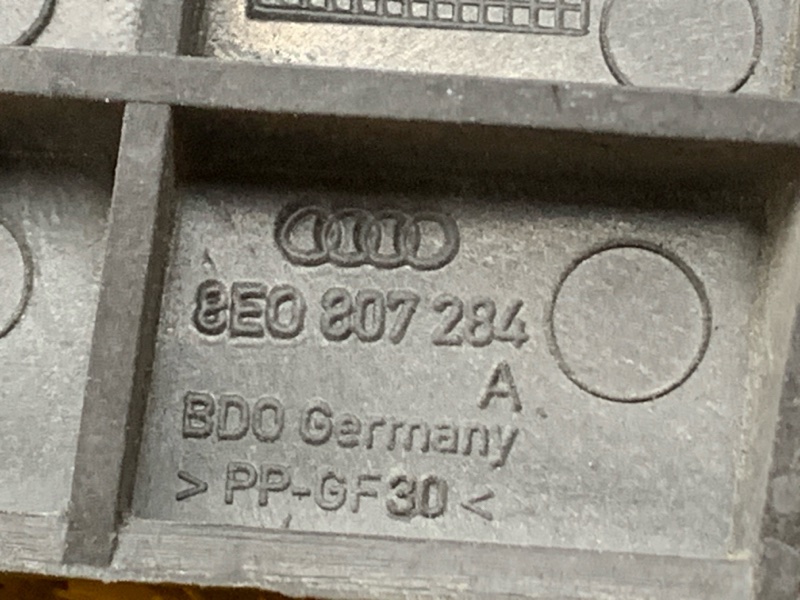 8E0 807 284
A
BDO Germany
> PP-GF30 <